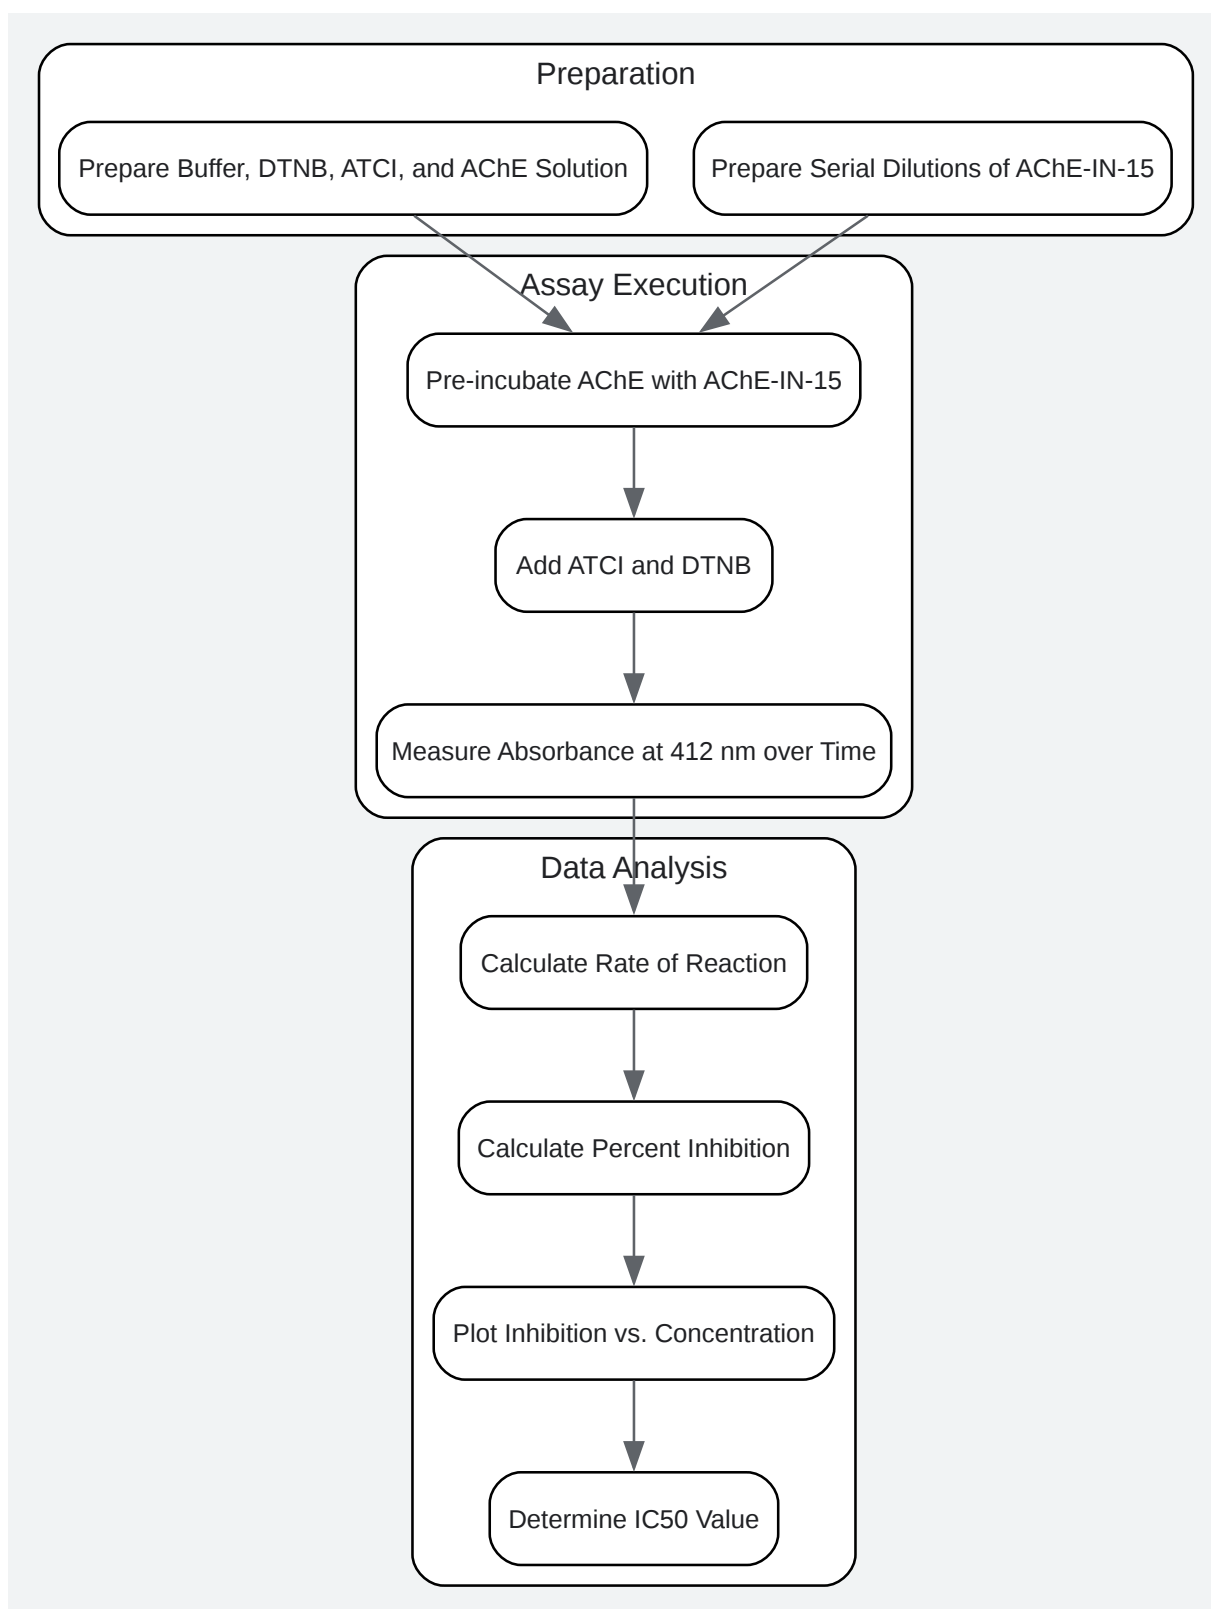 Preparation
Prepare Buffer, DTNB, ATCI, and AChE Solution
Prepare Serial Dilutions of AChE-IN-15
Assay Execution
Pre-incubate AChE with AChE-IN-15
Add ATCI and DTNB
Measure Absorbance at 412 nm over Time
Data Analysis
Calculate Rate of Reaction
Calculate Percent Inhibition
Plot Inhibition vs. Concentration
Determine IC50 Value